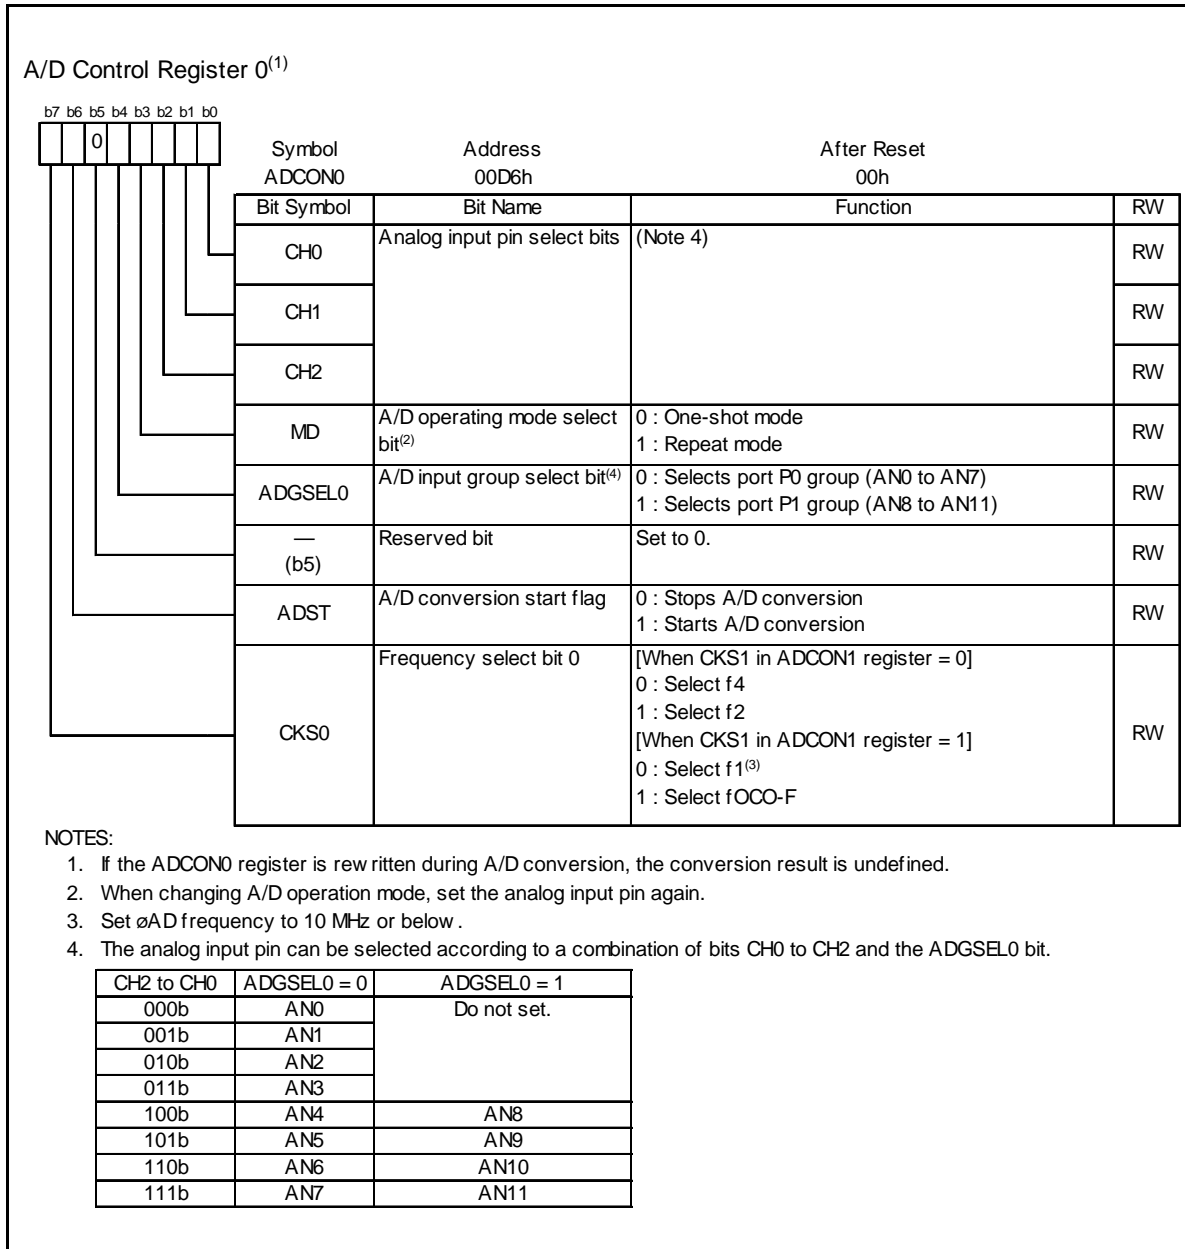 A/D Control Register 0(1)
b7 b6 b5 b4 b3 b2 b1 b0
0
Symbol Address After Reset
ADCON0 00D6h 00h
Bit Symbol Bit Name Function RW
CH0 Analog input pin select bits (Note 4) RW
CH1 RW
CH2 RW
MD A/D operating mode select bit(2) 0 : One-shot mode RW
1 : Repeat mode
ADGSEL0 A/D input group select bit(4) 0 : Selects port P0 group (AN0 to AN7) RW
1 : Selects port P1 group (AN8 to AN11)
— Reserved bit Set to 0. RW
(b5)
ADST A/D conversion start flag 0 : Stops A/D conversion RW
1 : Starts A/D conversion
CKS0 Frequency select bit 0 [When CKS1 in ADCON1 register = 0] RW
0 : Select f4
1 : Select f2
[When CKS1 in ADCON1 register = 1]
0 : Select f1(3)
1 : Select fOCO-F
NOTES:
1. If the ADCON0 register is rewritten during A/D conversion, the conversion result is undefined.
2. When changing A/D operation mode, set the analog input pin again.
3. Set øAD frequency to 10 MHz or below.
4. The analog input pin can be selected according to a combination of bits CH0 to CH2 and the ADGSEL0 bit.
CH2 to CH0 ADGSEL0 = 0 ADGSEL0 = 1
000b AN0 Do not set.
001b AN1
010b AN2
011b AN3
100b AN4 AN8
101b AN5 AN9
110b AN6 AN10
111b AN7 AN11